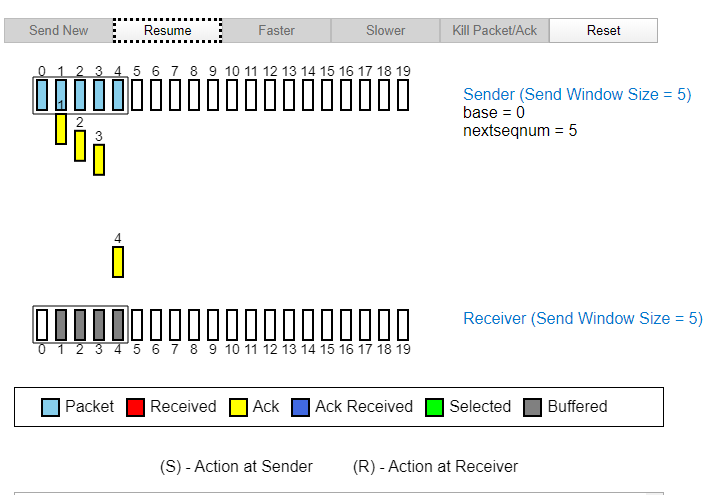 Send New Resume Faster Slower Kill Packet/Ack Reset
0 1 2 3 4 5 6 7 8 9 10 11 12 13 14 15 16 17 18 19
Sender (Send Window Size = 5)
1
base = 0
2
nextseqnum = 5
3
4
Receiver (Send Window Size = 5)
0 1 2 3 4 5 6 7 8 9 10 11 12 13 14 15 16 17 18 19
Packet Received Ack Ack Received Selected Buffered
(S) - Action at Sender (R) - Action at Receiver